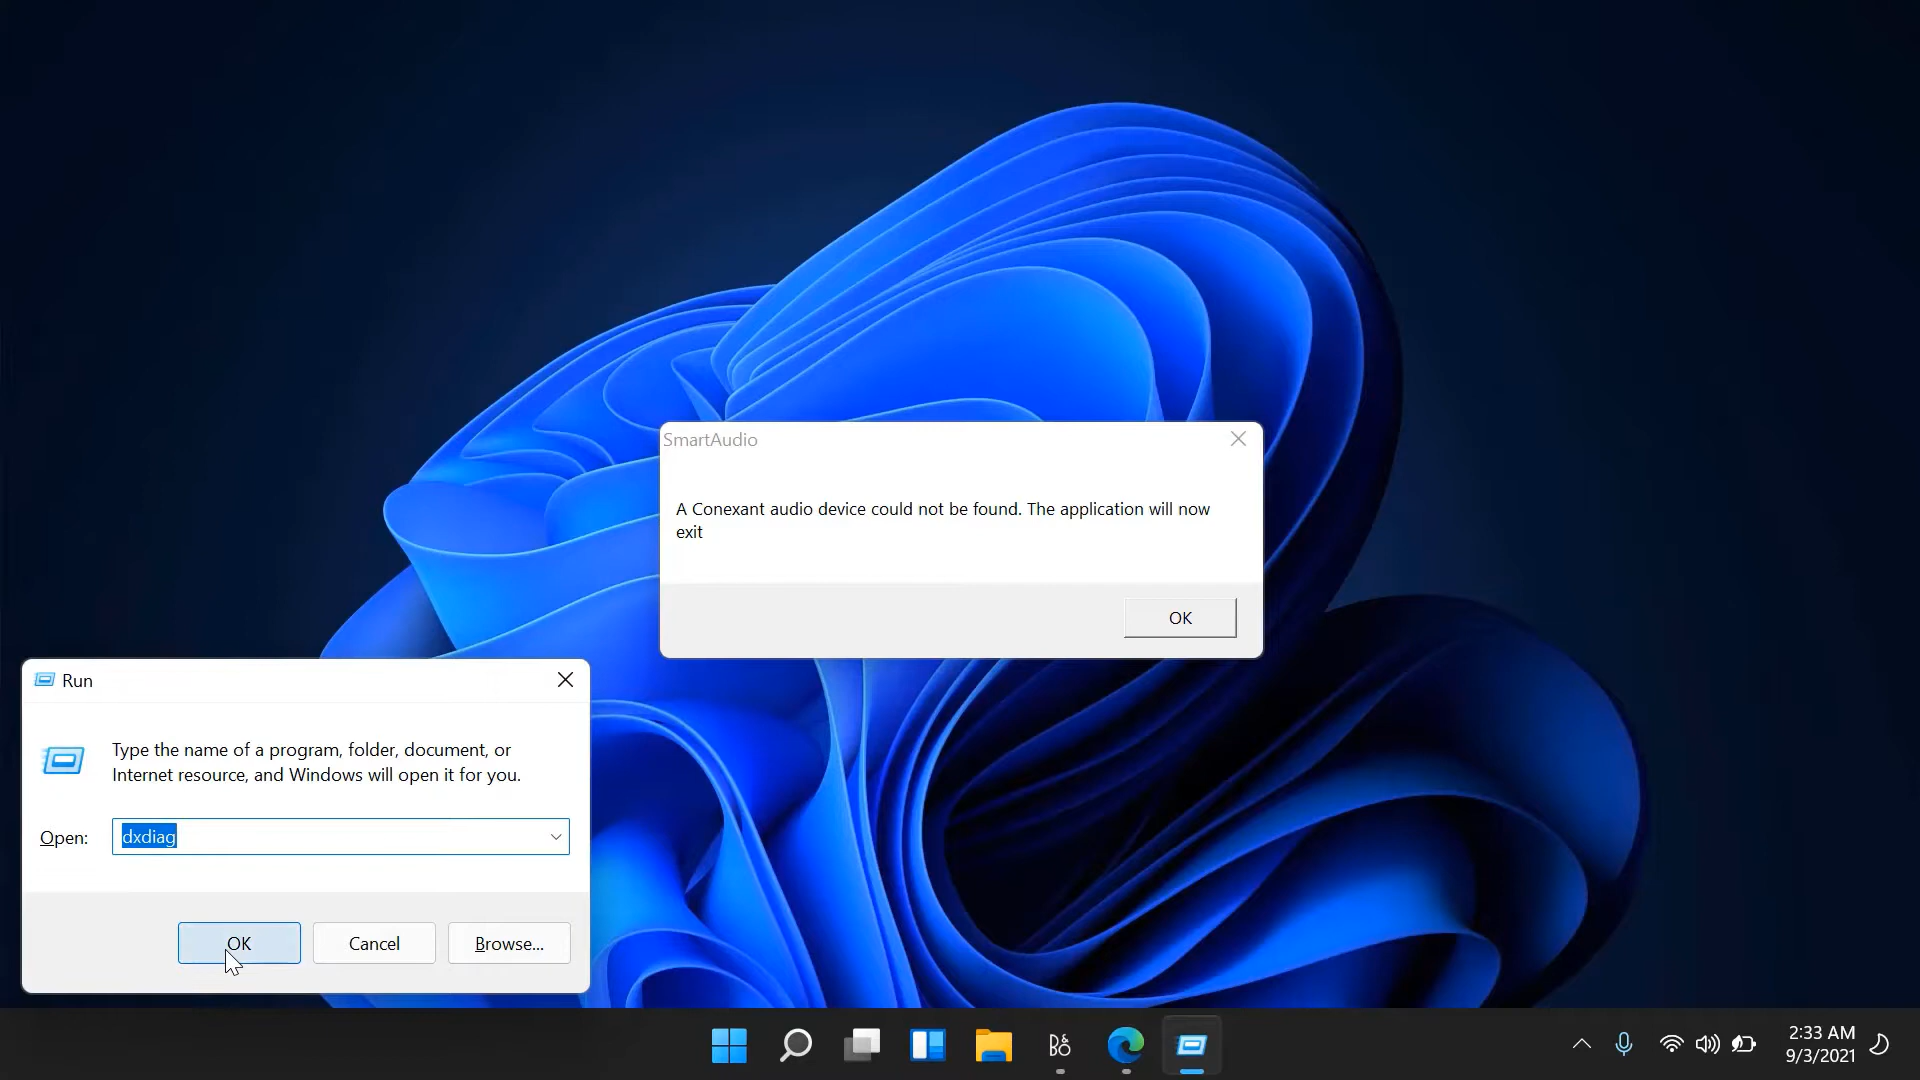 SmartAudio
A Conexant audio device could not be found. The application will now
exit
OK
Run
Type the name of a program, folder, document, or
Internet resource, and Windows will open it for you.
Open:
dxdiag
OK
Cancel
Browse...
B&
O
2:33 AM
9/3/2021